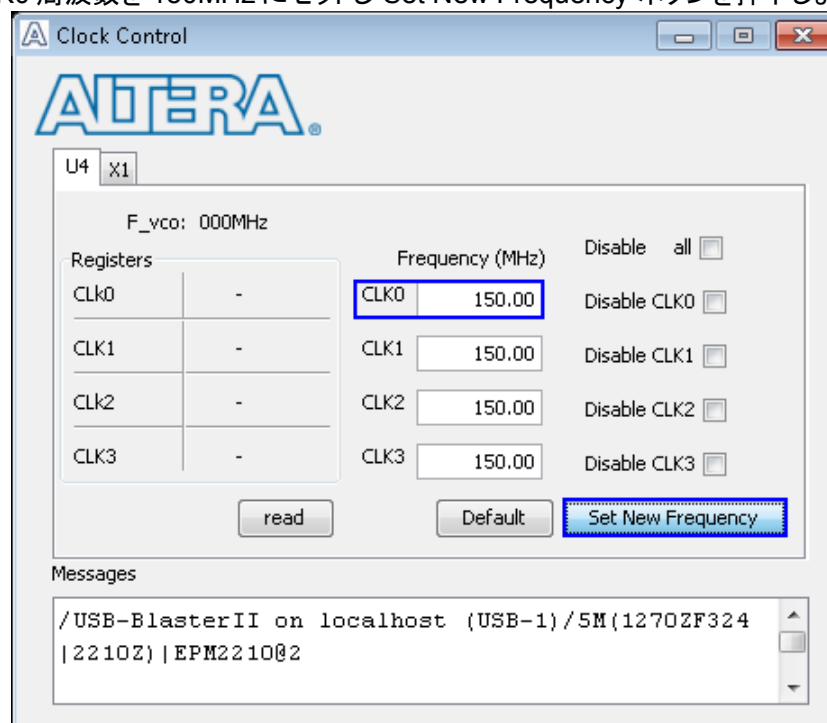 Clock Control
ALTERA®
U4 X1
F_vco: 000MHz
Registers Frequency (MHz) Disable all
CLk0 - CLK0 150.00 Disable CLK0
CLK1 - CLK1 150.00 Disable CLK1
CLk2 - CLK2 150.00 Disable CLK2
CLK3 - CLK3 150.00 Disable CLK3
read Default Set New Frequency
Messages
/USB-BlasterII on localhost (USB-1)/5M(1270ZF324
|2210Z)|EPM2210@2